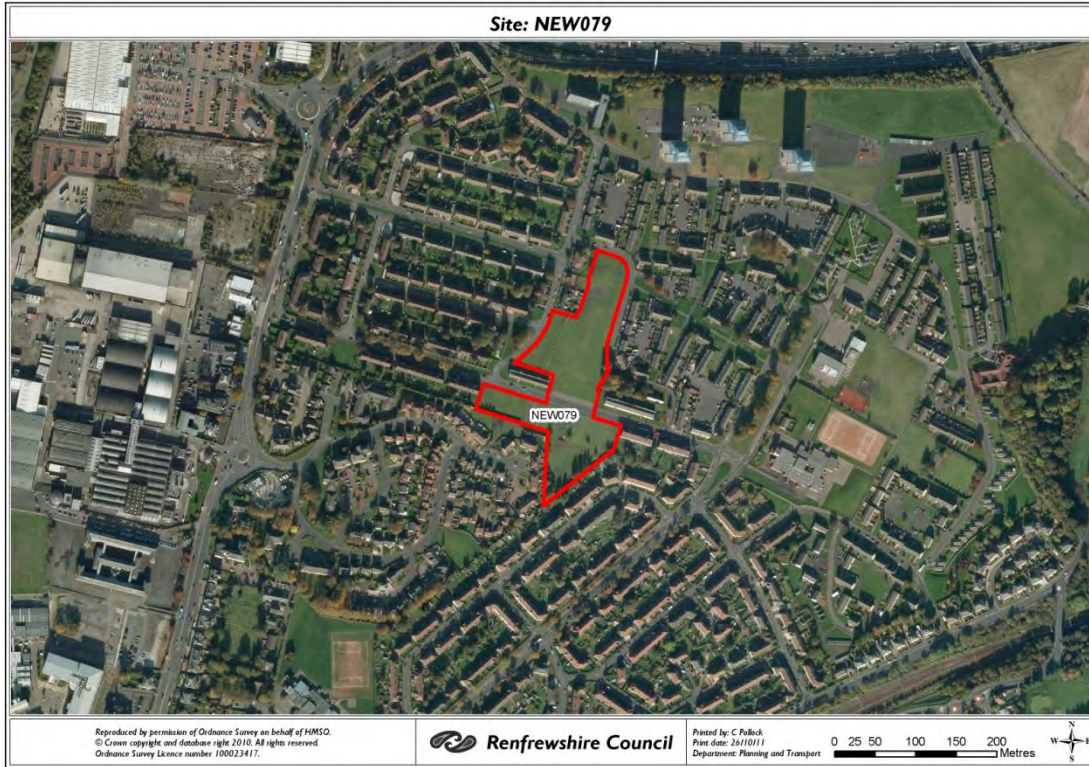 Site: NEW079
NEW079
Reproduced by permission of Ordnance Survey on behalf of HMSO.
© Crown copyright and database right 2010. All rights reserved.
Ordnance Survey Licence number 100023417.
Renfrewshire Council
Printed by: C Pollock
Print date: 26/10/11
Department: Planning and Transport
0 25 50 100 150 200
Metres
N
W E
S